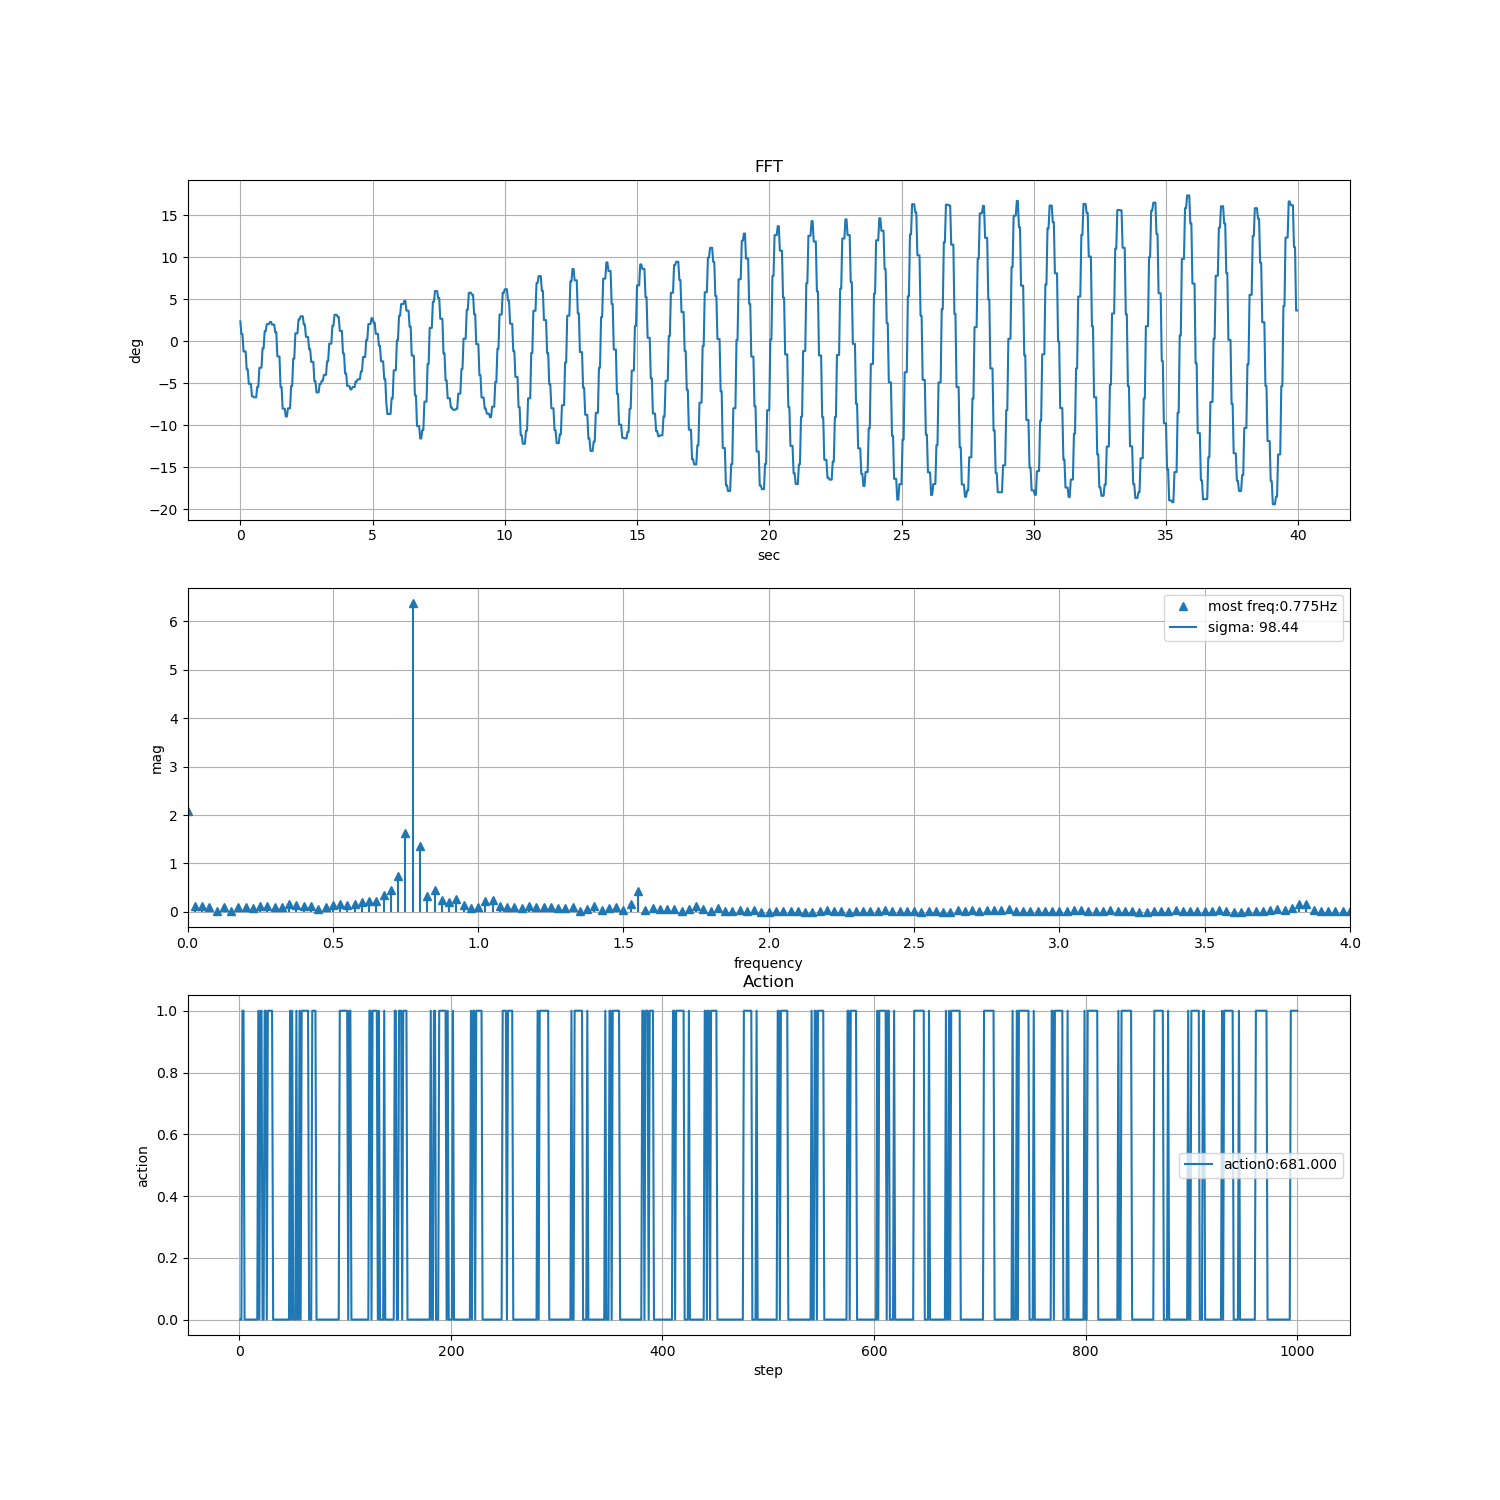 FFT
15
10
5
0
−5
−10
−15
−20
deg
0 5 10 15 20 25 30 35 40
sec
most freq:0.775Hz
sigma: 98.44
6
5
4
3
2
1
0
mag
0.0 0.5 1.0 1.5 2.0 2.5 3.0 3.5 4.0
frequency
Action
1.0
0.8
0.6
0.4
0.2
0.0
action
action0:681.000
0 200 400 600 800 1000
step